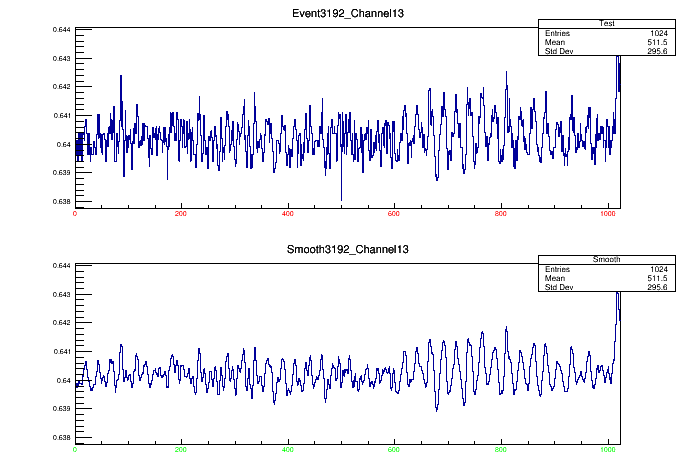 Event3192_Channel13
Test
Entries 1024
Mean 511.5
Std Dev 295.6
0.644
0.643
0.642
0.641
0.64
0.639
0.638
0 200 400 600 800 1000
Smooth3192_Channel13
Smooth
Entries 1024
Mean 511.5
Std Dev 295.6
0.644
0.643
0.642
0.641
0.64
0.639
0.638
0 200 400 600 800 1000